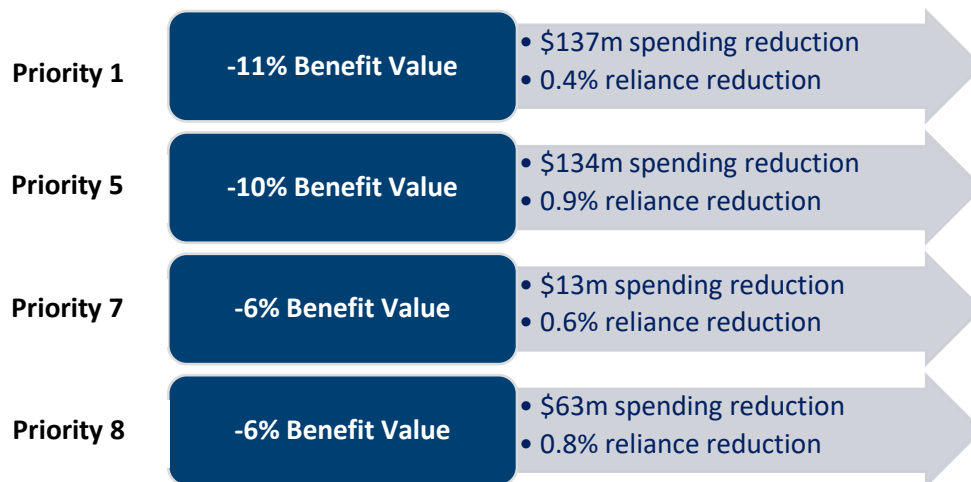 Priority 1
-11% Benefit Value
• $137m spending reduction
• 0.4% reliance reduction
Priority 5
-10% Benefit Value
• $134m spending reduction
• 0.9% reliance reduction
Priority 7
-6% Benefit Value
• $13m spending reduction
• 0.6% reliance reduction
Priority 8
-6% Benefit Value
• $63m spending reduction
• 0.8% reliance reduction